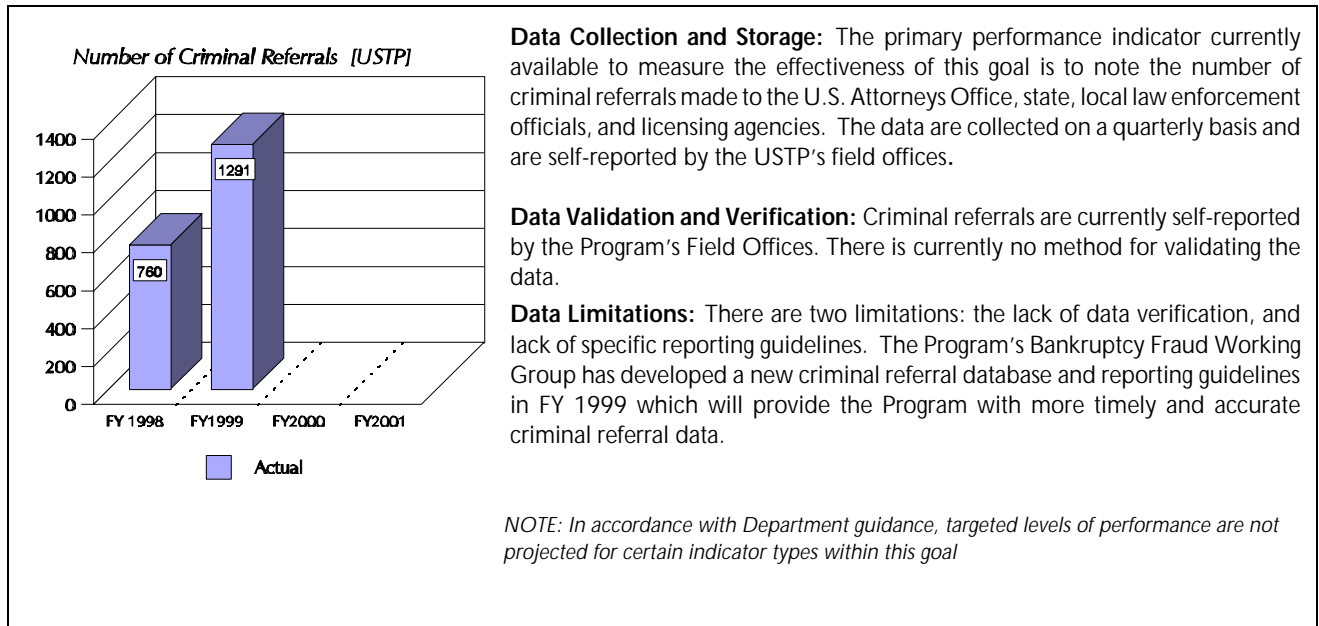 Number of Criminal Referrals [USTP]
1400
1200
1000
800
600
400
200
0
760
1291
FY 1998
FY1999
FY2000
FY2001
Actual
Data Collection and Storage: The primary performance indicator currently
available to measure the effectiveness of this goal is to note the number of
criminal referrals made to the U.S. Attorneys Office, state, local law enforcement
officials, and licensing agencies. The data are collected on a quarterly basis and
are self-reported by the USTP's field offices.
Data Validation and Verification: Criminal referrals are currently self-reported
by the Program's Field Offices. There is currently no method for validating the
data.
Data Limitations: There are two limitations: the lack of data verification, and
lack of specific reporting guidelines. The Program's Bankruptcy Fraud Working
Group has developed a new criminal referral database and reporting guidelines
in FY 1999 which will provide the Program with more timely and accurate
criminal referral data.
NOTE: In accordance with Department guidance, targeted levels of performance are not
projected for certain indicator types within this goal